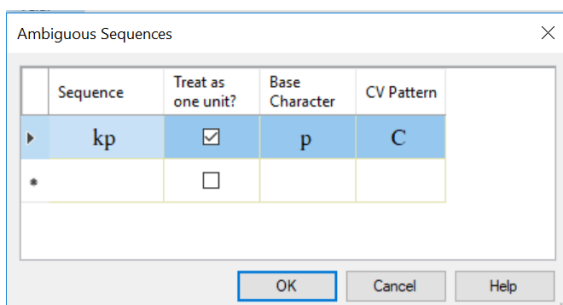 Ambiguous Sequences
Sequence Treat as one unit? Base Character CV Pattern
kp p C
OK Cancel Help